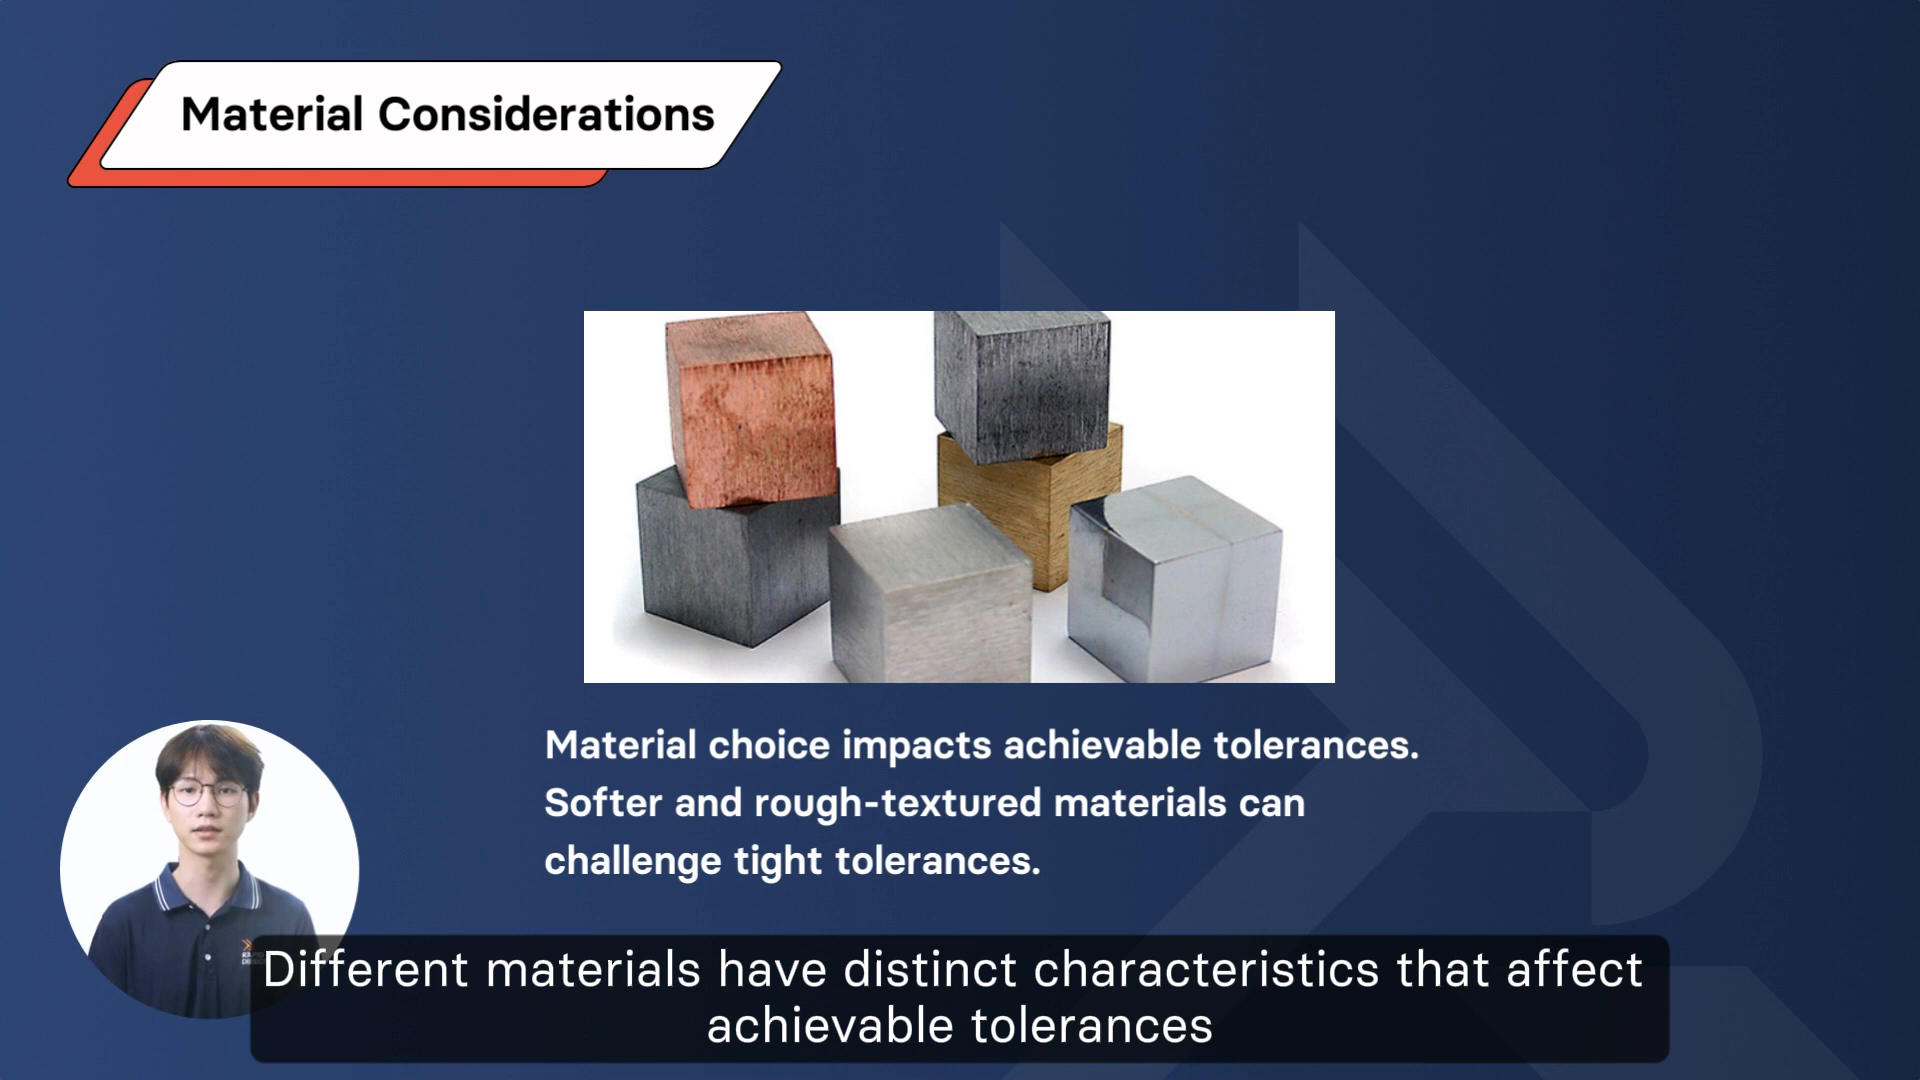 Material Considerations
Material choice impacts achievable tolerances.
Softer and rough-textured materials can
challenge tight tolerances.
Different materials have distinct characteristics that affect
achievable tolerances